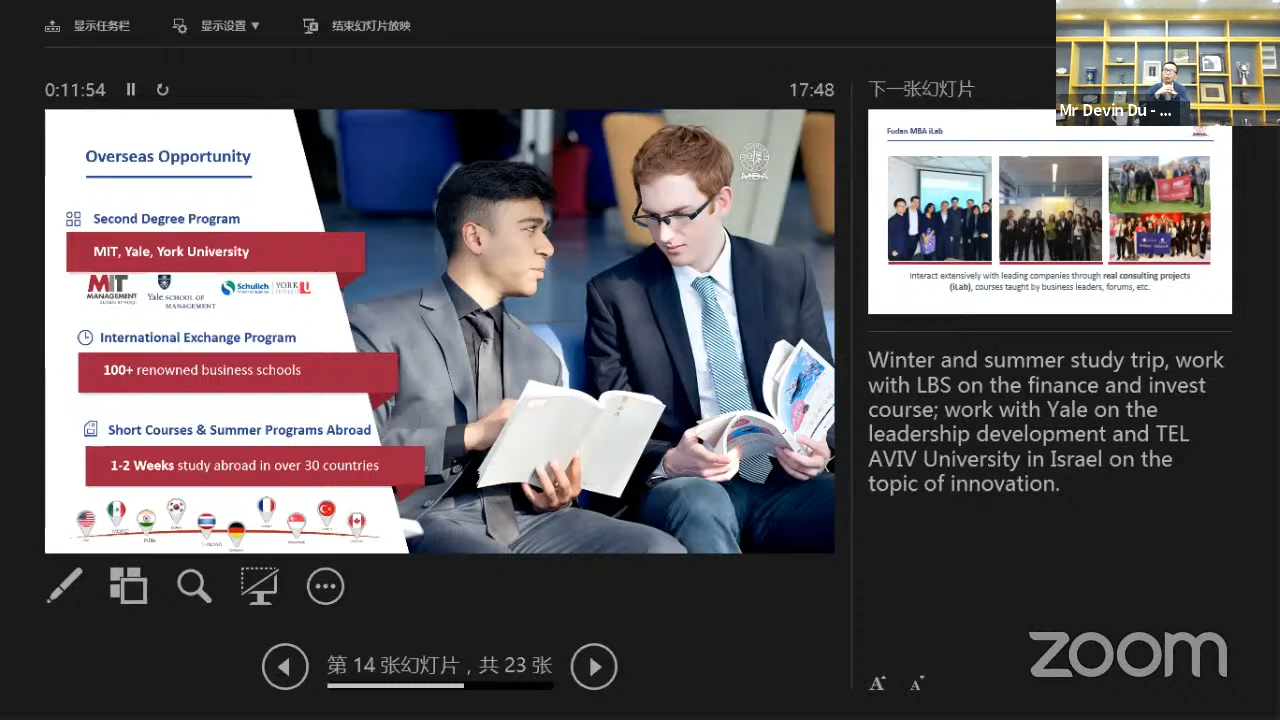 显示任务栏
显示设置 ▼
结束幻灯片放映
0:11:54
17:48
下一张幻灯片
Mr Devin Du - ...
Overseas Opportunity
MBA
Second Degree Program
MIT, Yale, York University
MIT
MANAGEMENT
Yale SCHOOL OF
MANAGEMENT
Schulich
YORK U
International Exchange Program
100+ renowned business schools
Short Courses & Summer Programs Abroad
1-2 Weeks study abroad in over 30 countries
Fudan MBA iLab
Interact extensively with leading companies through real consulting projects
(iLab), courses taught by business leaders, forums, etc.
Winter and summer study trip, work
with LBS on the finance and invest
course; work with Yale on the
leadership development and TEL
AVIV University in Israel on the
topic of innovation.
第 14 张幻灯片，共 23 张
A A
zoom